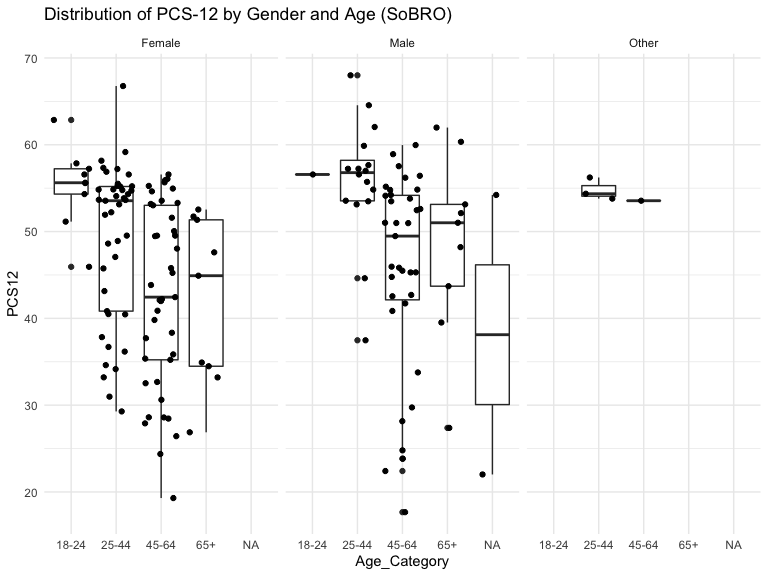 Distribution of PCS-12 by Gender and Age (SoBRO)
Female Male Other
PCS12
70
60
50
40
30
20
18-24 25-44 45-64 65+ NA 18-24 25-44 45-64 65+ NA 18-24 25-44 45-64 65+ NA
Age_Category